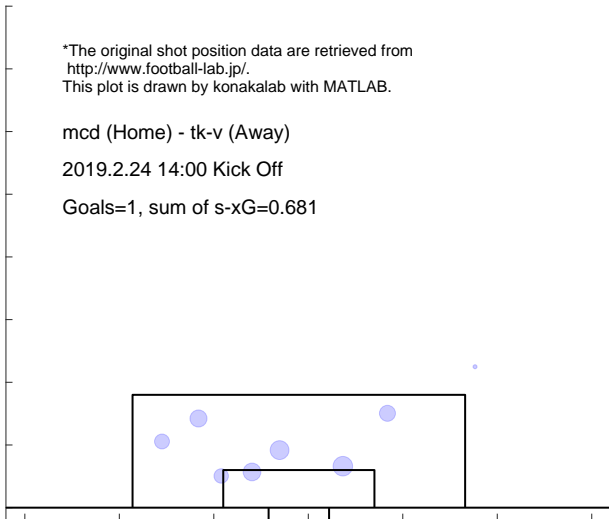 *The original shot position data are retrieved from
http://www.football-lab.jp/.
This plot is drawn by konakalab with MATLAB.
mcd (Home) - tk-v (Away)
2019.2.24 14:00 Kick Off
Goals=1, sum of s-xG=0.681